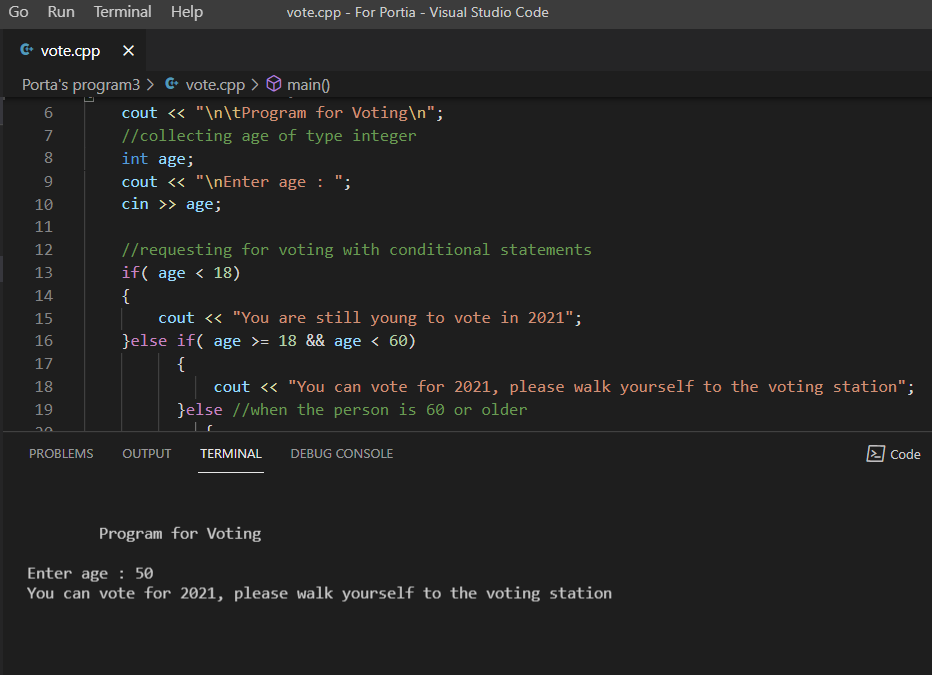 Go Run Terminal Help vote.cpp - For Portia - Visual Studio Code
vote.cpp
Porta's program3 > vote.cpp > main()
6 cout << "\n\tProgram for Voting\n";
7 //collecting age of type integer
8 int age;
9 cout << "\nEnter age : ";
10 cin >> age;
11
12 //requesting for voting with conditional statements
13 if( age < 18)
14 {
15 cout << "You are still young to vote in 2021";
16 }else if( age >= 18 && age < 60)
17 {
18 cout << "You can vote for 2021, please walk yourself to the voting station";
19 }else //when the person is 60 or older
20 {
PROBLEMS OUTPUT TERMINAL DEBUG CONSOLE Code
Program for Voting
Enter age : 50
You can vote for 2021, please walk yourself to the voting station